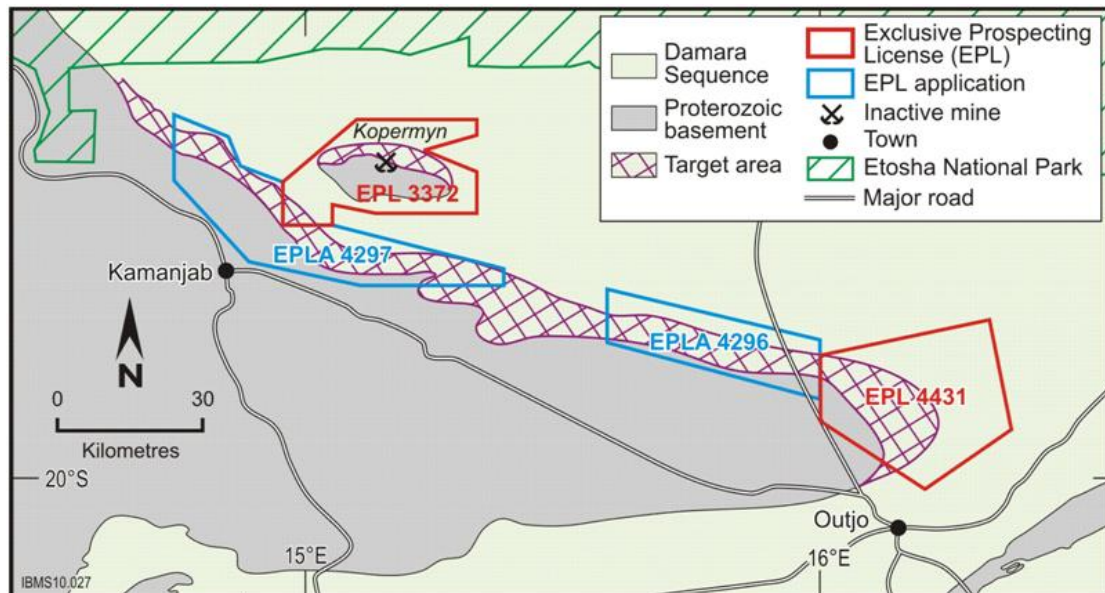 Damara
Sequence
Proterozoic
basement
Target area
Exclusive Prospecting
License (EPL)
EPL application
Inactive mine
Town
Etosha National Park
Major road
Kopermyn
EPL 3372
EPLA 4297
Kamanjab
EPLA 4296
EPL 4431
N
0 30
Kilometres
20°S
Outjo
15°E
16°E
IBMS10.027